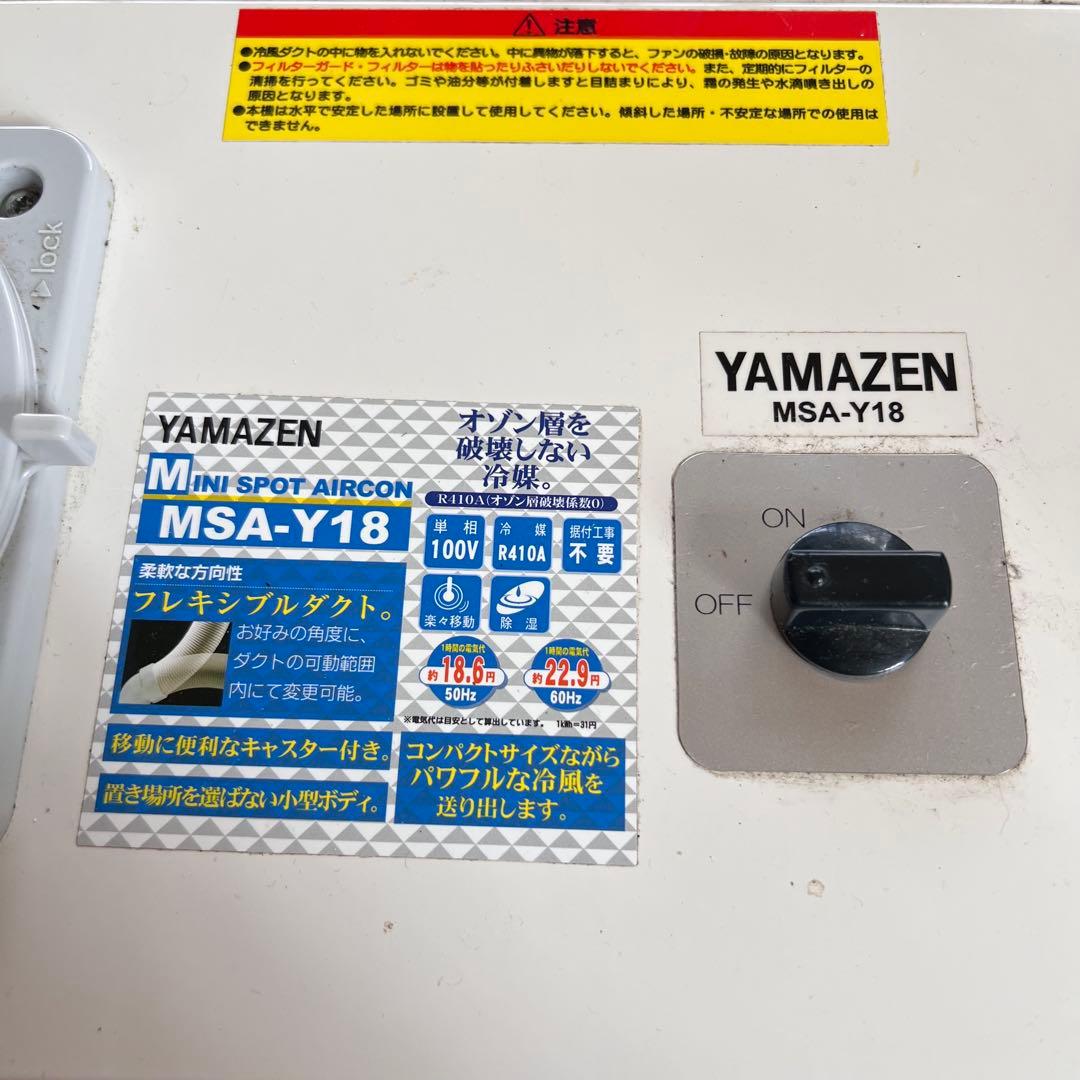 注意
●冷風ダクトの中に物を入れないでください。中に異物が落下すると、ファンの破損・故障の原因となります。
●フィルターガード・フィルターは物を貼ったりふさいだりしないでください。また、定期的にフィルターの
清掃を行ってください。ゴミや油分等が付着しますと目詰まりにより、霜の発生や水滴噴き出しの
原因となります。
●本機は水平で安定した場所に設置して使用してください。傾斜した場所・不安定な場所での使用は
できません。
▷lock
YAMAZEN
MSA-Y18
ON
OFF
YAMAZEN
MINI SPOT AIRCON
MSA-Y18
オゾン層を
破壊しない
冷媒。
R410A(オゾン層破壊係数0)
単相
100V
冷媒
R410A
据付工事
不要
楽々移動
除湿
柔軟な方向性
フレキシブルダクト。
お好みの角度に、
ダクトの可動範囲
内にて変更可能。
1時間の電気代
約18.6円
50Hz
1時間の電気代
約22.9円
60Hz
※電気代は目安として算出しています。 1kWh=31円
移動に便利なキャスター付き。
置き場所を選ばない小型ボディ。
コンパクトサイズながら
パワフルな冷風を
送り出します。